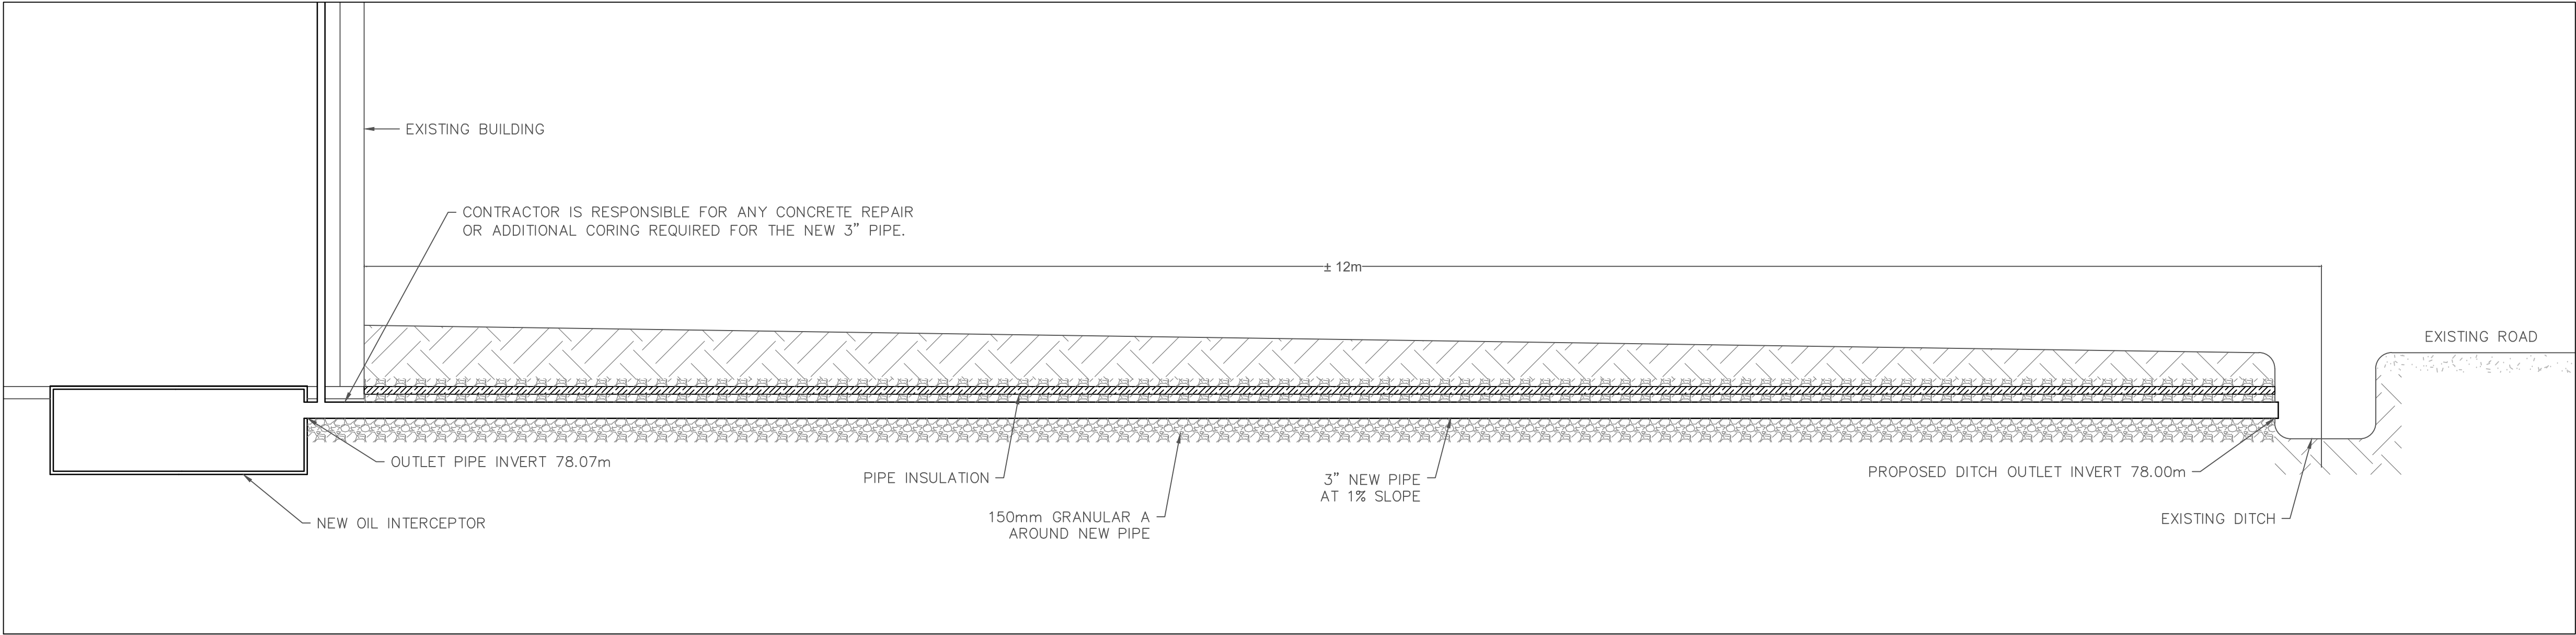 EXISTING BUILDING
CONTRACTOR IS RESPONSIBLE FOR ANY CONCRETE REPAIR
OR ADDITIONAL CORING REQUIRED FOR THE NEW 3” PIPE.
± 12m
EXISTING ROAD
OUTLET PIPE INVERT 78.07m
NEW OIL INTERCEPTOR
PIPE INSULATION
150mm GRANULAR A
AROUND NEW PIPE
3” NEW PIPE
AT 1% SLOPE
PROPOSED DITCH OUTLET INVERT 78.00m
EXISTING DITCH